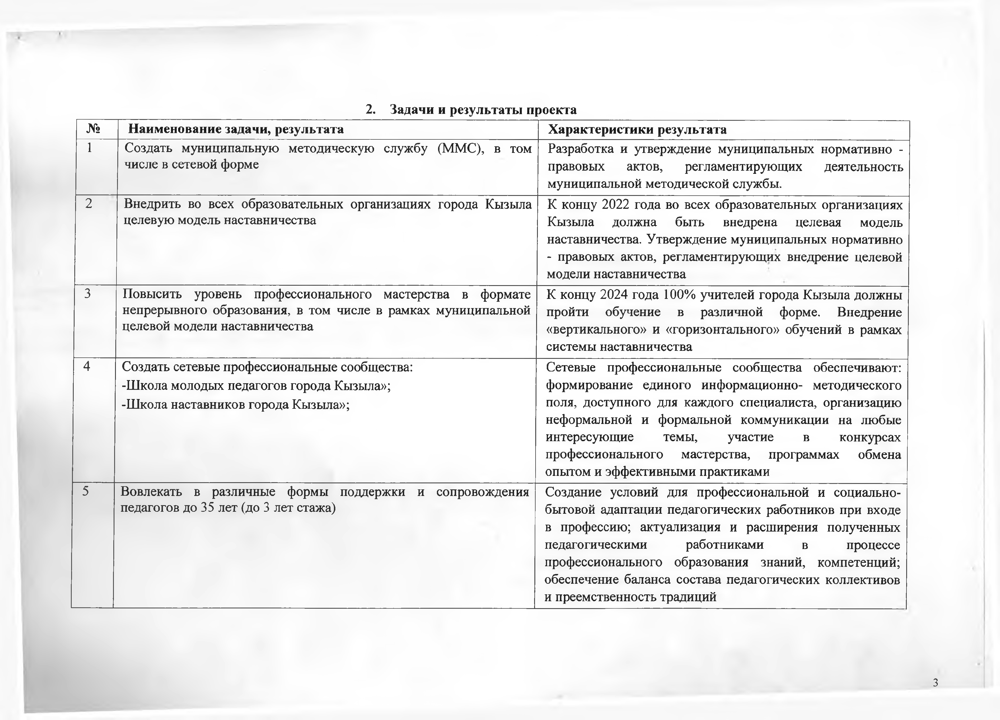 2. Задачи и результаты проекта
№ Наименование задачи, результата Характеристики результата
1
Создать муниципальную методическую службу (ММС), в том
числе в сетевой форме
Разработка и утверждение муниципальных нормативно -
правовых актов, регламентирующих деятельность
муниципальной методической службы.
2
Внедрить во всех образовательных организациях города Кызыла
целевую модель наставничества
К концу 2022 года во всех образовательных организациях
Кызыла должна быть внедрена целевая модель
наставничества. Утверждение муниципальных нормативно
- правовых актов, регламентирующих внедрение целевой
модели наставничества
3
Повысить уровень профессионального мастерства в формате
непрерывного образования, в том числе в рамках муниципальной
целевой модели наставничества
К концу 2024 года 100% учителей города Кызыла должны
пройти обучение в различной форме. Внедрение
«вертикального» и «горизонтального» обучений в рамках
системы наставничества
4
Создать сетевые профессиональные сообщества:
-Школа молодых педагогов города Кызыла»;
-Школа наставников города Кызыла»;
Сетевые профессиональные сообщества обеспечивают:
формирование единого информационно- методического
поля, доступного для каждого специалиста, организацию
неформальной и формальной коммуникации на любые
интересующие темы, участие в конкурсах
профессионального мастерства, программах обмена
опытом и эффективными практиками
5
Вовлекать в различные формы поддержки и сопровождения
педагогов до 35 лет (до 3 лет стажа)
Создание условий для профессиональной и социально-
бытовой адаптации педагогических работников при входе
в профессию; актуализация и расширения полученных
педагогическими работниками в процессе
профессионального образования знаний, компетенций;
обеспечение баланса состава педагогических коллективов
и преемственность традиций
3